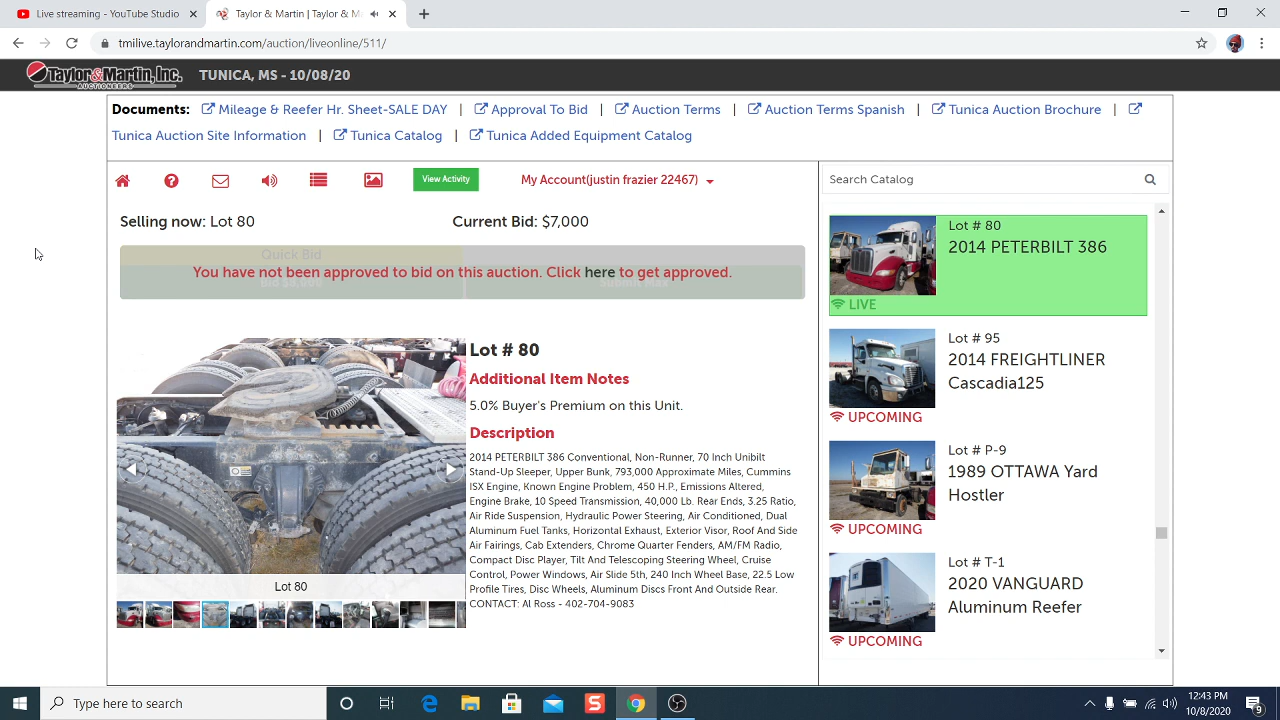 Live streaming - YouTube
Taylor & Martin | Taylor & M
tmilive.taylorandmartin.com/auction/liveonline/511/
Taylor&Martin, Inc.
AUCTIONEERS
TUNICA, MS - 10/08/20
Documents: Mileage & Reefer Hr. Sheet-SALE DAY | Approval To Bid | Auction Terms | Auction Terms Spanish | Tunica Auction Brochure |
Tunica Auction Site Information | Tunica Catalog | Tunica Added Equipment Catalog
View Activity
My Account(justin frazier 22467)
Search Catalog
Selling now: Lot 80
Current Bid: $7,000
Quick Bid
You have not been approved to bid on this auction. Click here to get approved.
Submit Max
Lot 80
Lot # 80
Additional Item Notes
5.0% Buyer's Premium on this Unit.
Description
2014 PETERBILT 386 Conventional, Non-Runner, 70 Inch Unibilt
Stand-Up Sleeper, Upper Bunk, 793,000 Approximate Miles, Cummins
ISX Engine, Known Engine Problem, 450 H.P., Emissions Altered,
Engine Brake, 10 Speed Transmission, 40,000 Lb. Rear Ends, 3.25 Ratio,
Air Ride Suspension, Hydraulic Power Steering, Air Conditioned, Dual
Aluminum Fuel Tanks, Horizontal Exhaust, Exterior Visor, Roof And Side
Air Fairings, Cab Extenders, Chrome Quarter Fenders, AM/FM Radio,
Compact Disc Player, Tilt And Telescoping Steering Wheel, Cruise
Control, Power Windows, Air Slide 5th, 240 Inch Wheel Base, 22.5 Low
Profile Tires, Disc Wheels, Aluminum Discs Front And Outside Rear.
CONTACT: Al Ross - 402-704-9083
Lot # 80
2014 PETERBILT 386
LIVE
Lot # 95
2014 FREIGHTLINER
Cascadia125
UPCOMING
Lot # P-9
1989 OTTAWA Yard
Hostler
UPCOMING
Lot # T-1
2020 VANGUARD
Aluminum Reefer
UPCOMING
Type here to search
12:43 PM
10/8/2020
9